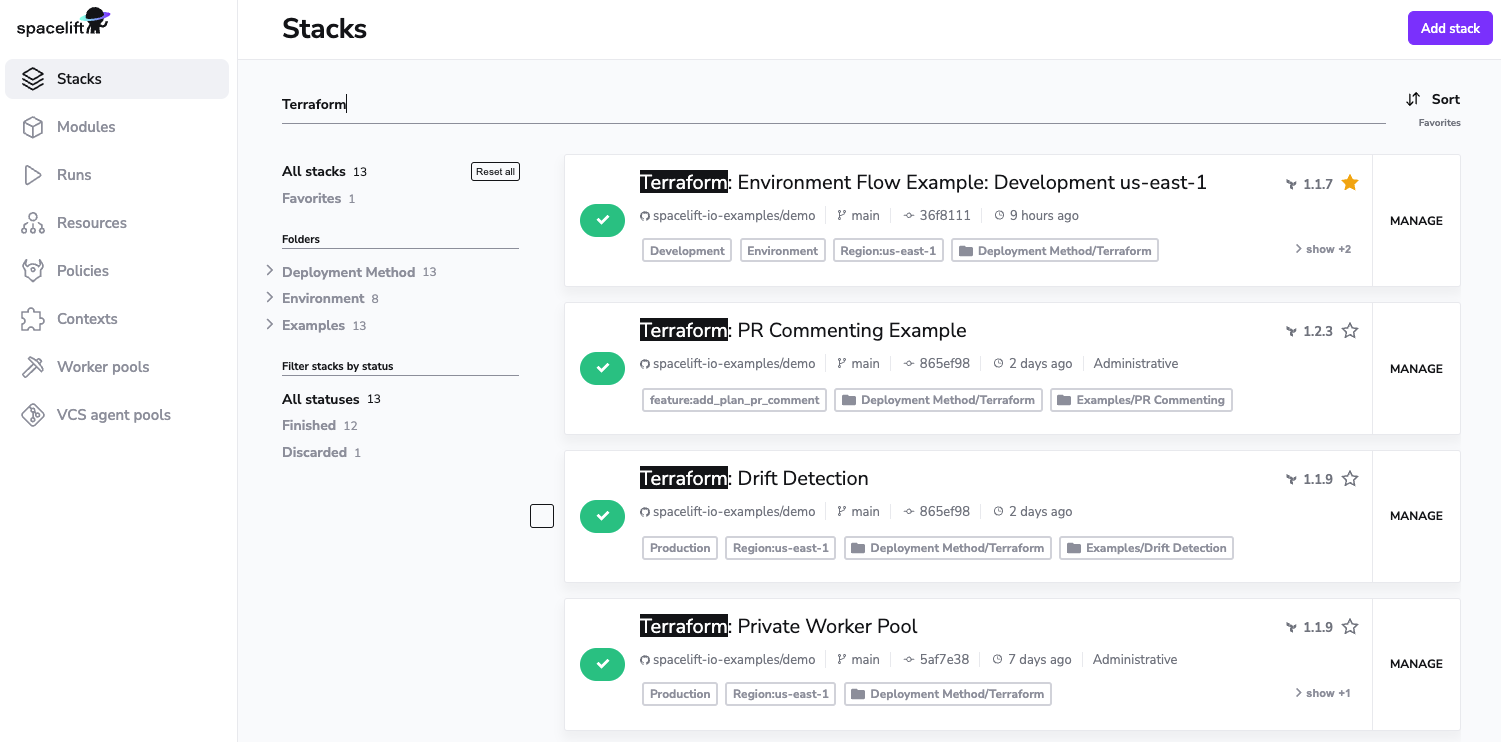 spacelift
Stacks
Add stack
Stacks
Modules
Runs
Resources
Policies
Contexts
Worker pools
VCS agent pools
Terraform
Sort
Favorites
All stacks 13
Reset all
Favorites 1
Folders
Deployment Method 13
Environment 8
Examples 13
Filter stacks by status
All statuses 13
Finished 12
Discarded 1
Terraform: Environment Flow Example: Development us-east-1
1.1.7
spacelift-io-examples/demo main 36f8111 9 hours ago
MANAGE
Development Environment Region:us-east-1 Deployment Method/Terraform
show +2
Terraform: PR Commenting Example
1.2.3
spacelift-io-examples/demo main 865ef98 2 days ago Administrative
MANAGE
feature:add_plan_pr_comment Deployment Method/Terraform Examples/PR Commenting
Terraform: Drift Detection
1.1.9
spacelift-io-examples/demo main 865ef98 2 days ago
MANAGE
Production Region:us-east-1 Deployment Method/Terraform Examples/Drift Detection
Terraform: Private Worker Pool
1.1.9
spacelift-io-examples/demo main 5af7e38 7 days ago Administrative
MANAGE
Production Region:us-east-1 Deployment Method/Terraform
show +1